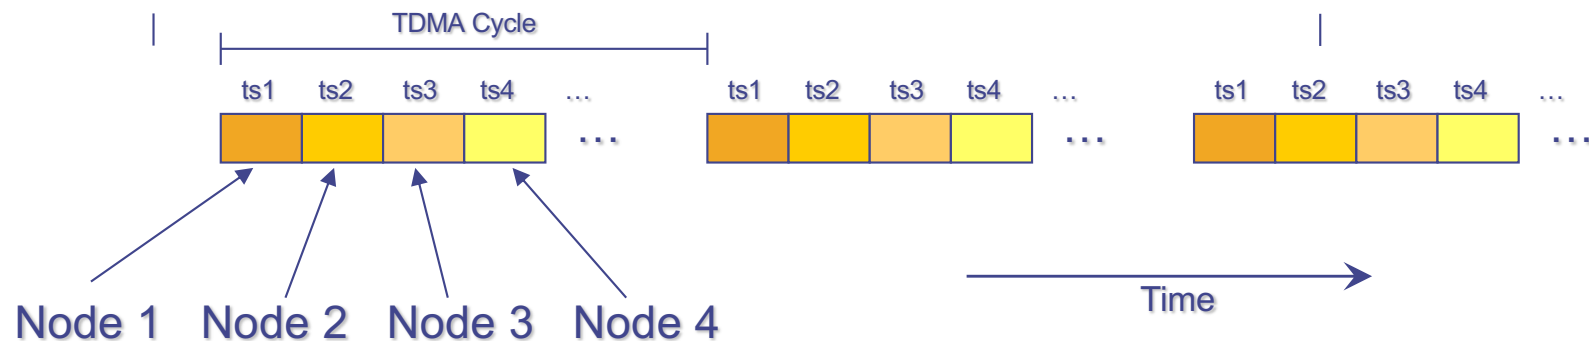 TDMA Cycle
ts1 ts2 ts3 ts4 ... ts1 ts2 ts3 ts4 ... ts1 ts2 ts3 ts4 ...
... ... ...
Time
Node 1 Node 2 Node 3 Node 4